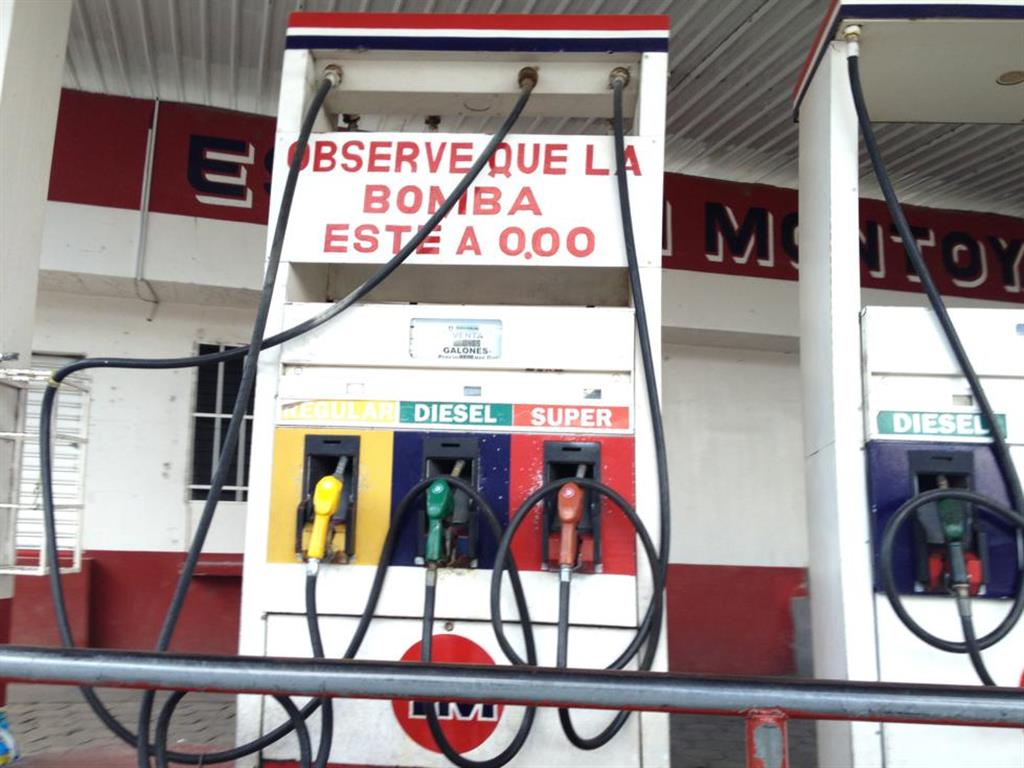 OBSERVE QUE LA
BOMBA
ESTE A 0.00
MONTOY
VENTA
GALONES
REGULAR DIESEL SUPER
DIESEL